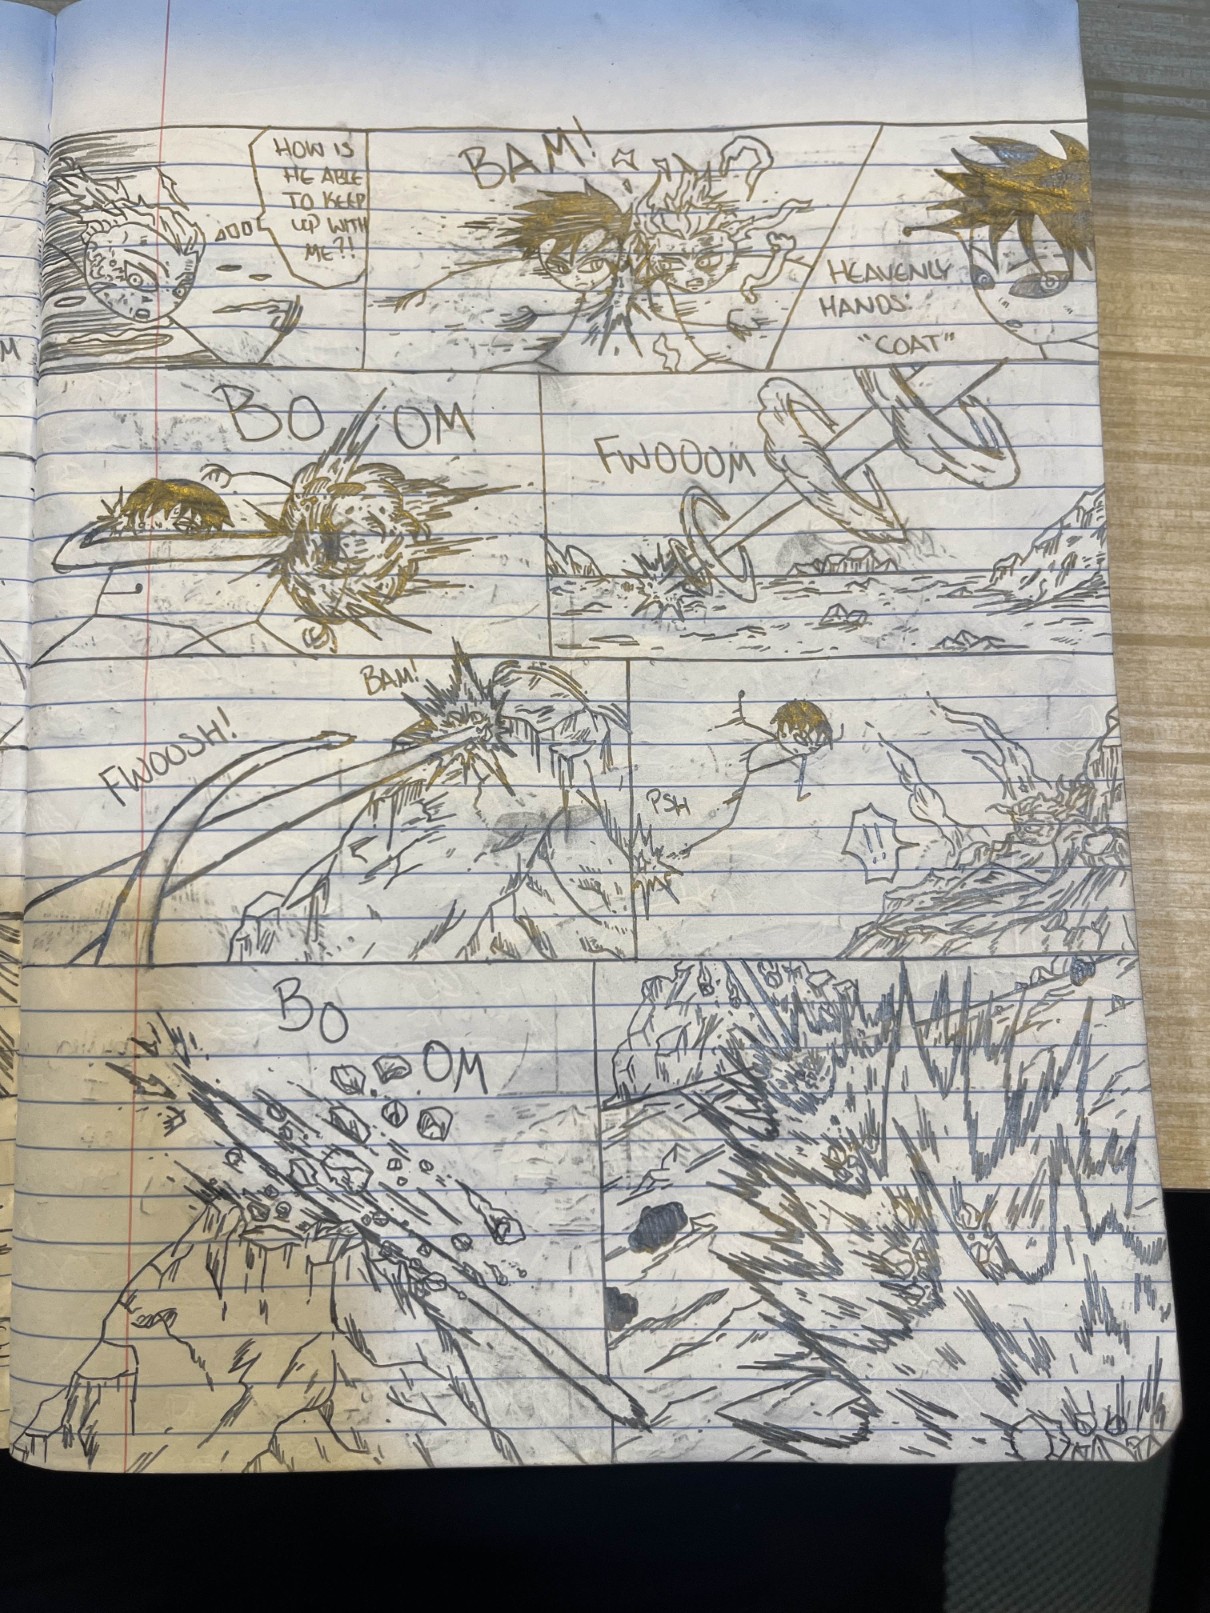 HOW IS
HE ABLE
TO KEEP
UP WITH
ME?!
BAM!
HEAVENLY
HANDS:
"COAT"
BO OM
FWOOOM
FWOOSH!
BAM!
PSH
!!
BO
OM
M